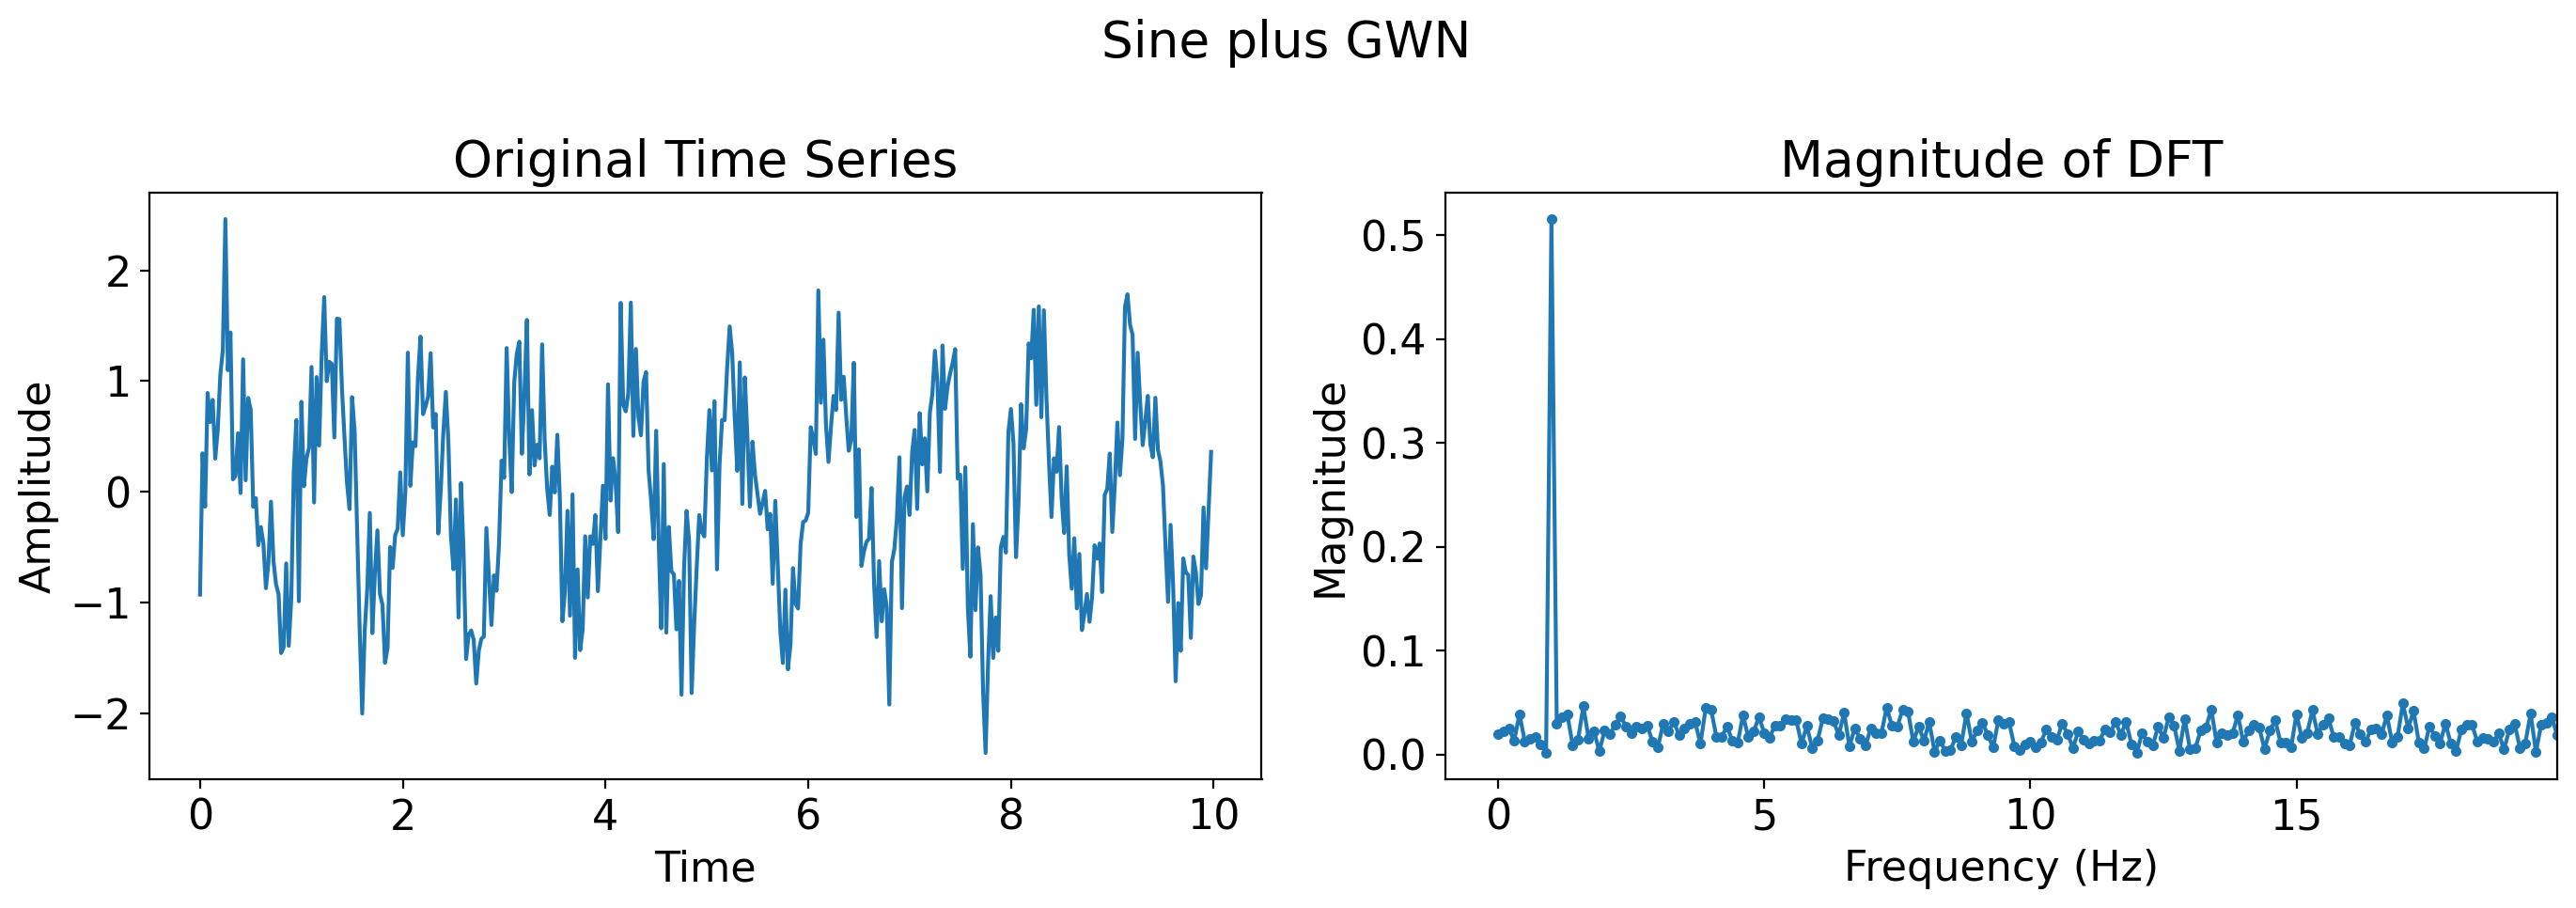 Sine plus GWN
Original Time Series
Magnitude of DFT
2
1
0
−1
−2
Amplitude
0 2 4 6 8 10
Time
0.5
0.4
0.3
0.2
0.1
0.0
Magnitude
0 5 10 15
Frequency (Hz)